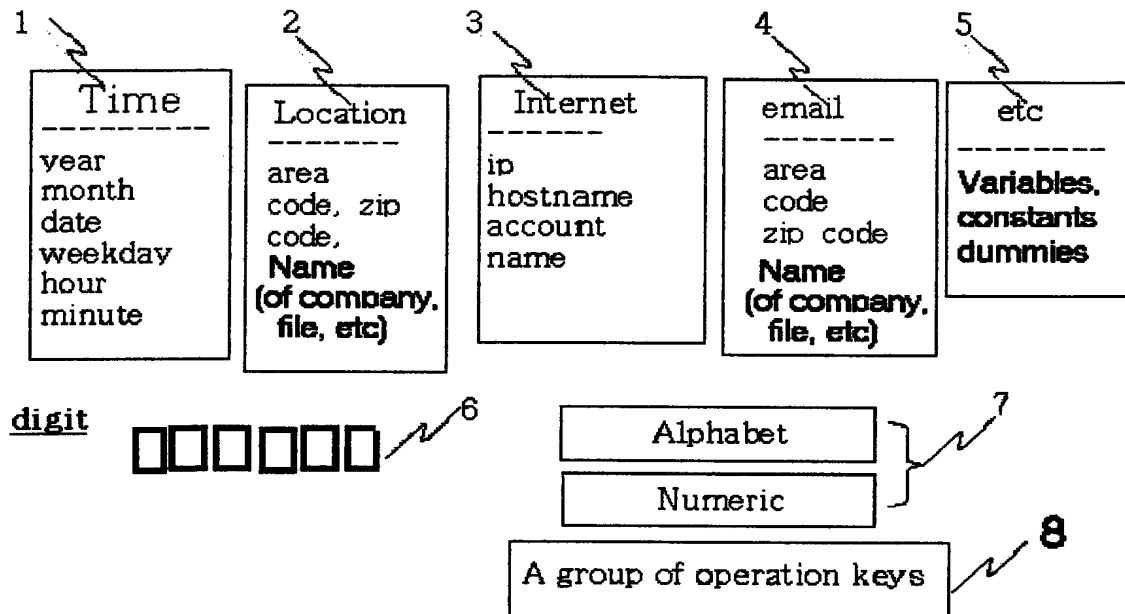 1
2
3
4
5
Time
year
month
date
weekday
hour
minute
Location
area
code, zip
code,
Name
(of company,
file, etc)
Internet
ip
hostname
account
name
email
area
code
zip code
Name
(of company,
file, etc)
etc
Variables,
constants
dummies
digit
6
Alphabet
Numeric
7
A group of operation keys
8